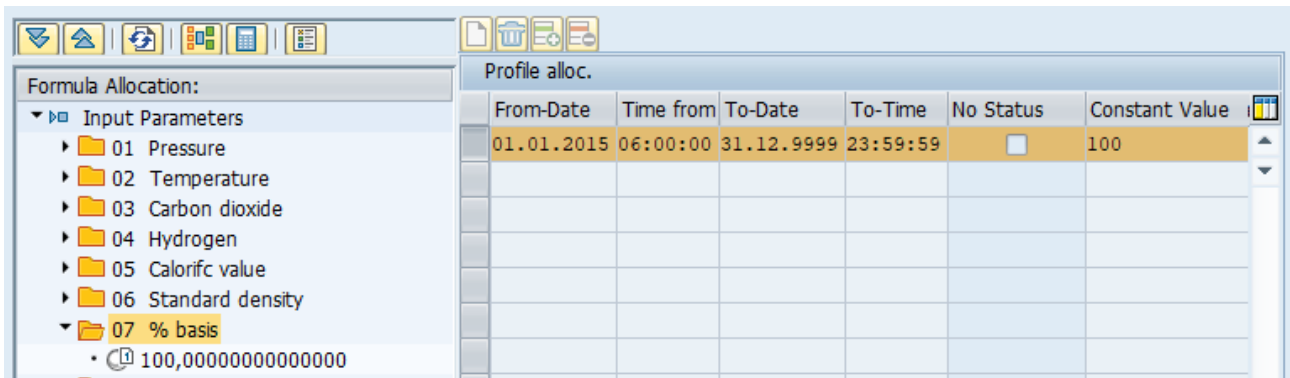 Formula Allocation:
Input Parameters
01 Pressure
02 Temperature
03 Carbon dioxide
04 Hydrogen
05 Calorifc value
06 Standard density
07 % basis
100,00000000000000
Profile alloc.
From-Date Time from To-Date To-Time No Status Constant Value
01.01.2015 06:00:00 31.12.9999 23:59:59 100